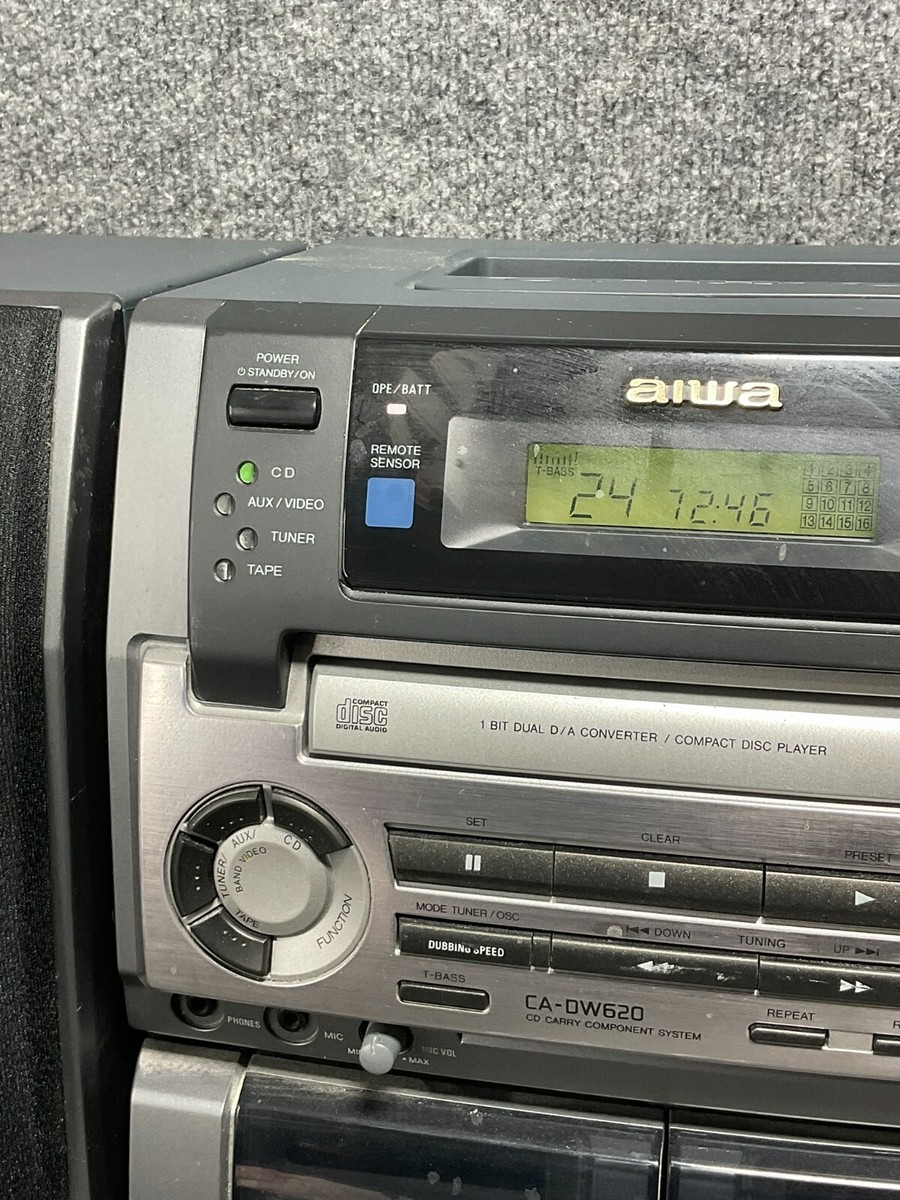 POWER
⏻ STANDBY/ON
OPE/BATT
aiwa
REMOTE
SENSOR
CD
AUX/VIDEO
TUNER
TAPE
T-BASS
24 72:46
1 2 3 4
5 6 7 8
9 10 11 12
13 14 15 16
COMPACT
disc
DIGITAL AUDIO
1 BIT DUAL D/A CONVERTER / COMPACT DISC PLAYER
SET
CLEAR
PRESET
AUX/
VIDEO
CD
TUNER/
BAND
TAPE
FUNCTION
MODE TUNER/OSC
DOWN
TUNING
UP
DUBBING SPEED
T-BASS
CA-DW620
CD CARRY COMPONENT SYSTEM
REPEAT
PHONES
MIC
MIC VOL
MAX